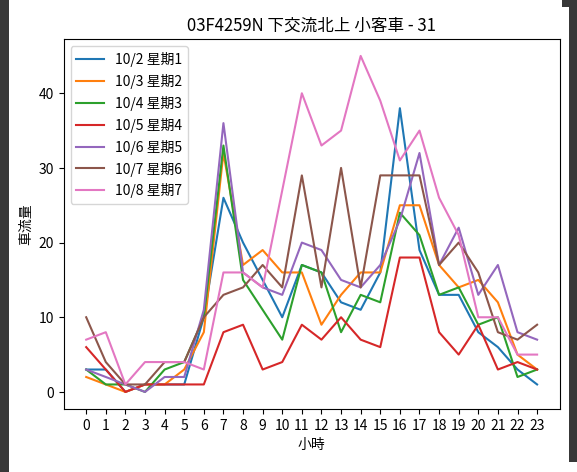 03F4259N 下交流北上 小客車 - 31
10/2 星期1
10/3 星期2
10/4 星期3
10/5 星期4
10/6 星期5
10/7 星期6
10/8 星期7
車流量
40
30
20
10
0
0 1 2 3 4 5 6 7 8 9 10 11 12 13 14 15 16 17 18 19 20 21 22 23
小時